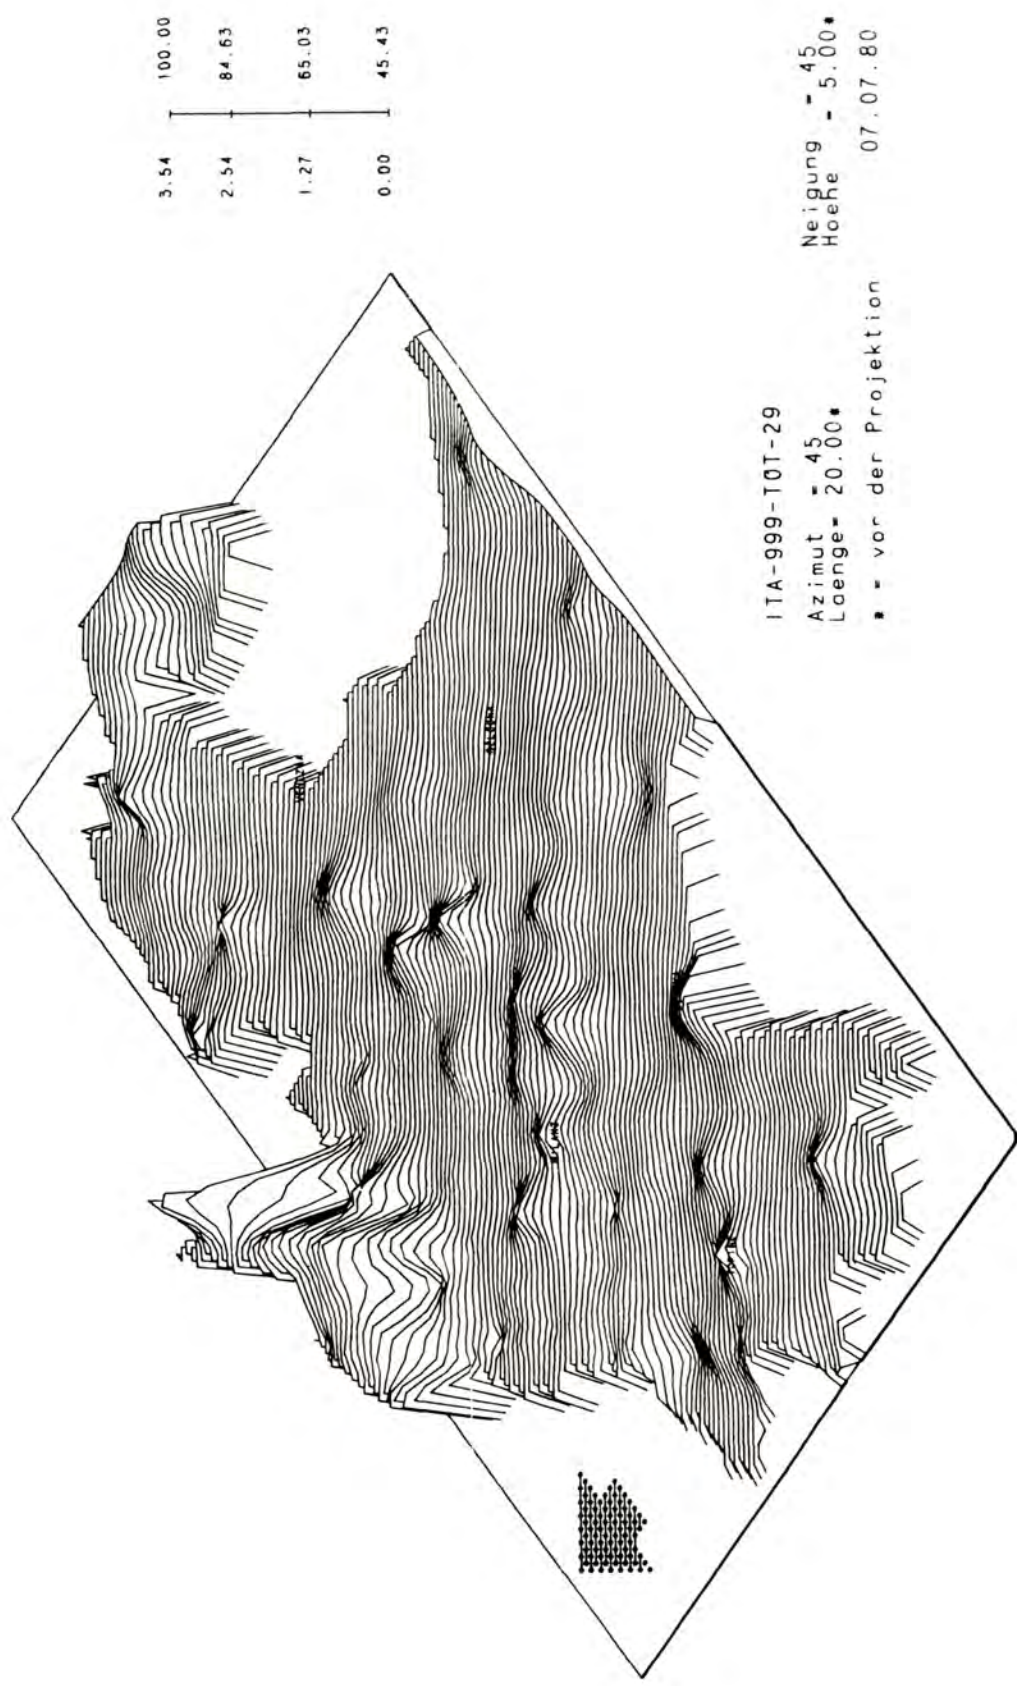 3.54 100.00
2.54 84.63
1.27 65.03
0.00 45.43
ITA-999-TOT-29
Azimut = 45 Neigung = 45
Laenge= 20.00* Hoehe = 5.00*
* = vor der Projektion 07.07.80